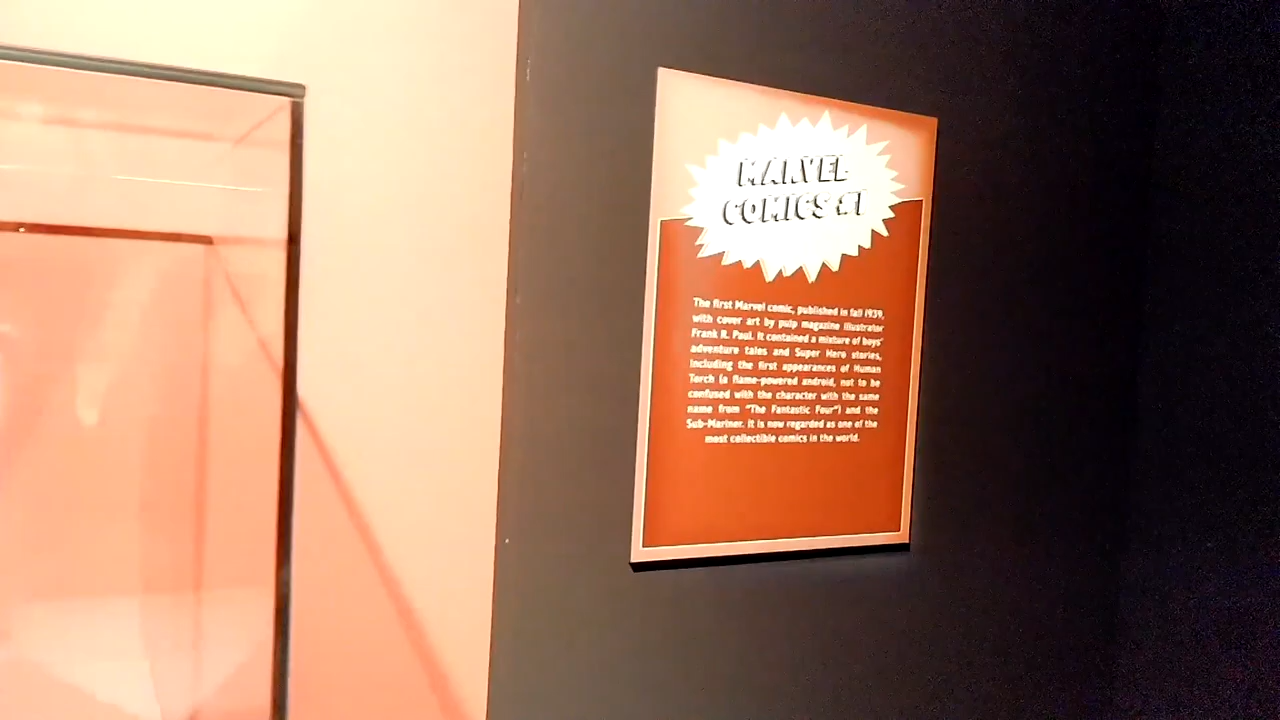 MARVEL
COMICS #1
The first Marvel comic, published in fall 1939,
with cover art by pulp magazine illustrator
Frank R. Paul. It contained a mixture of boys'
adventure tales and Super Hero stories,
including the first appearances of Human
Torch (a flame-powered android, not to be
confused with the character with the same
name from "The Fantastic Four") and the
Sub-Mariner. It is now regarded as one of the
most collectible comics in the world.